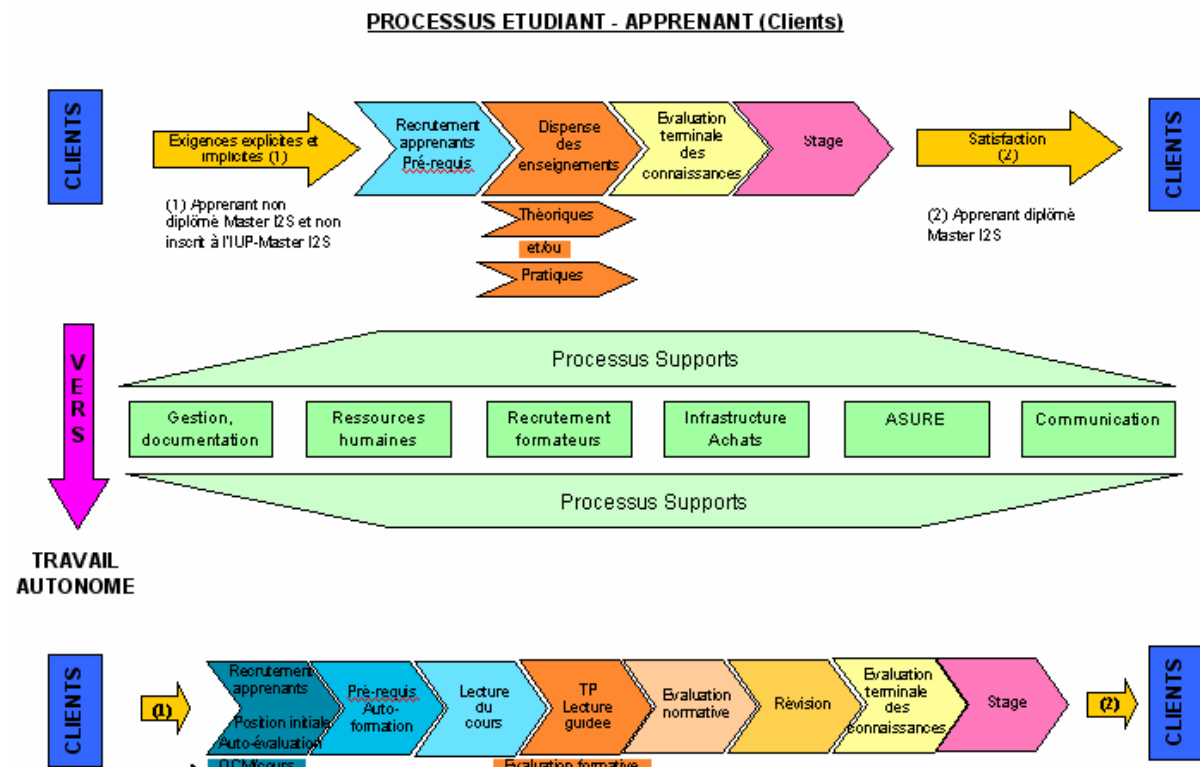 PROCESSUS ETUDIANT - APPRENANT (Clients)
CLIENTS
Exigences explicites et
implicites (1)
Recrutement
apprenants
Pré-requis
Dispense
des
enseignements
Evaluation
terminale
des
connaissances
Stage
Satisfaction
(2)
CLIENTS
(1) Apprenant non
diplômé Master I2S et non
inscrit à l'IUP-Master I2S
Théoriques
et/ou
Pratiques
(2) Apprenant diplômé
Master I2S
VERS
Processus Supports
Gestion,
documentation
Ressources
humaines
Recrutement
formateurs
Infrastructure
Achats
ASURE
Communication
Processus Supports
TRAVAIL
AUTONOME
CLIENTS
(1)
Recrutement
apprenants
Position initiale
Auto-évaluation
QCM/cours
Pré-requis
Auto-
formation
Lecture
du
cours
TP
Lecture
guidée
Evaluation formative
Evaluation
normative
Révision
Evaluation
terminale
des
connaissances
Stage
(2)
CLIENTS